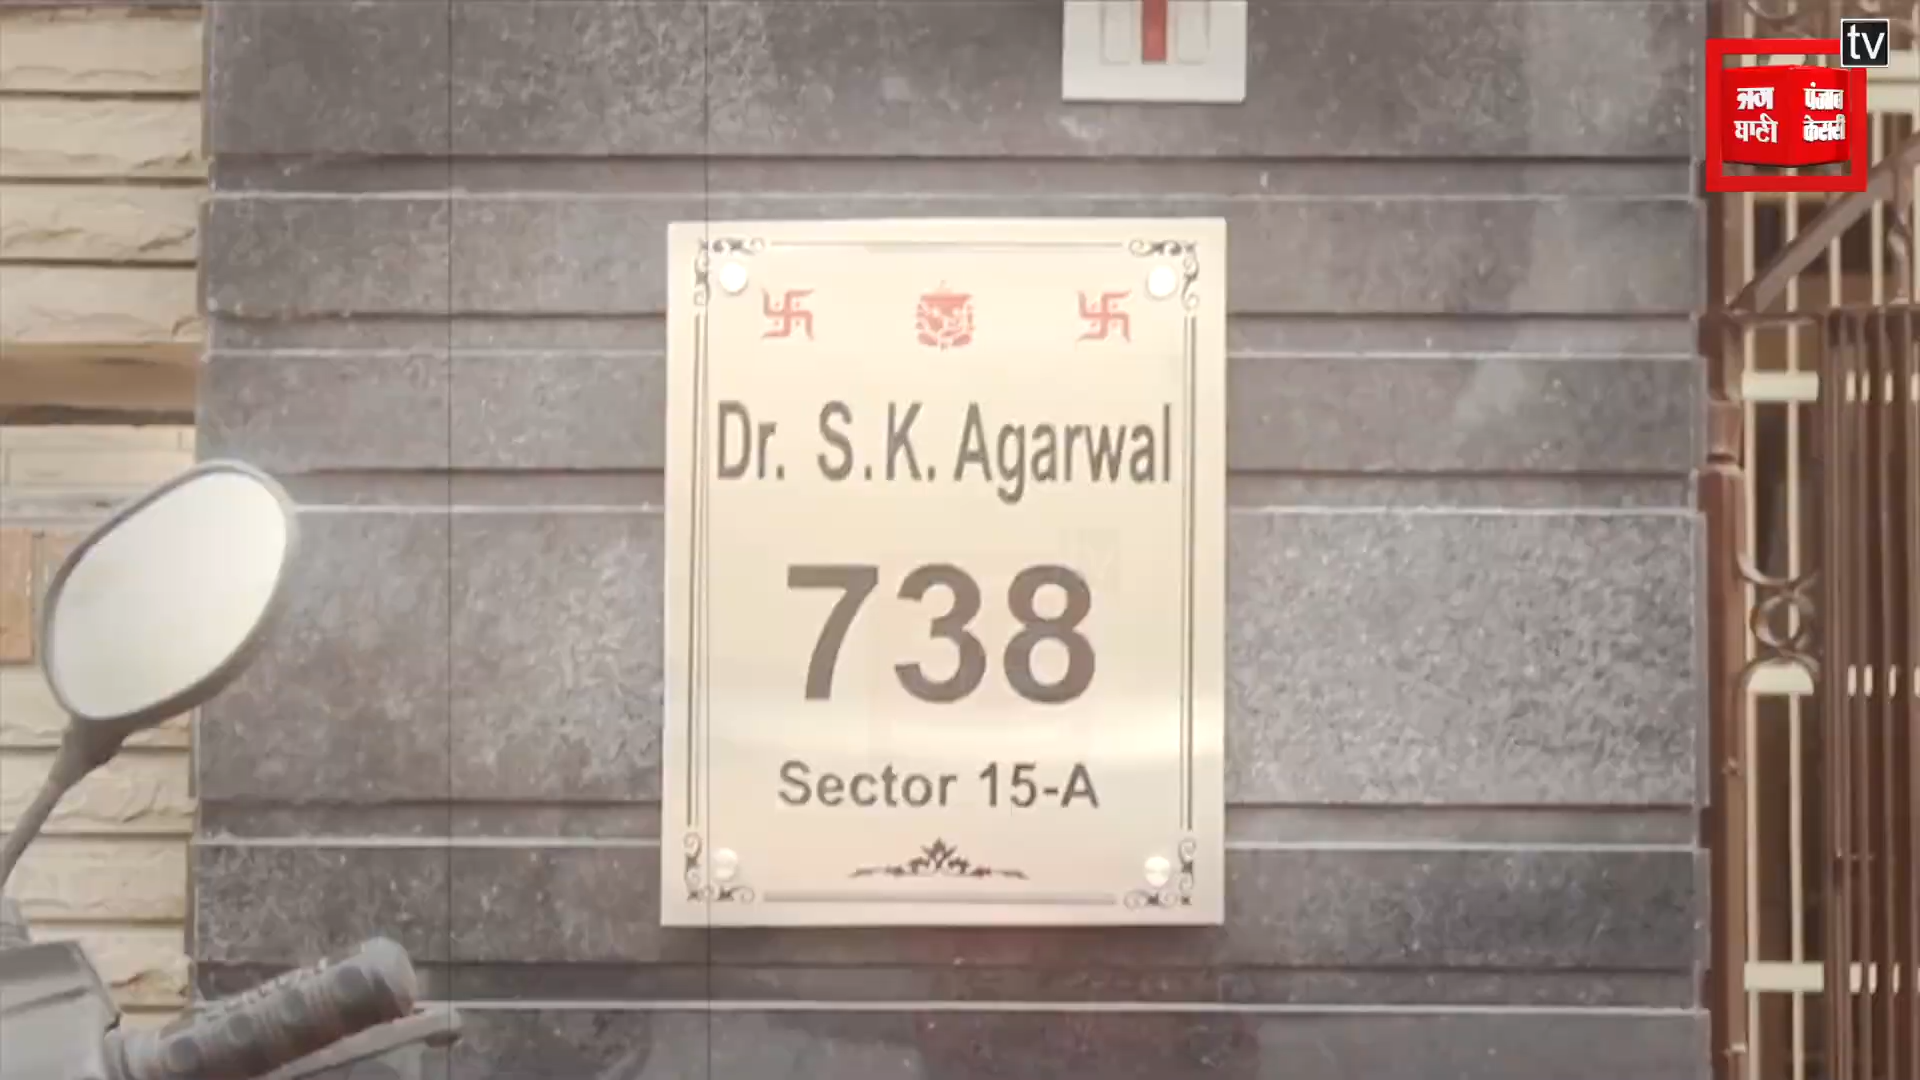 tv
जग पंजाब
बाणी केसरी
Dr. S.K. Agarwal
738
Sector 15-A